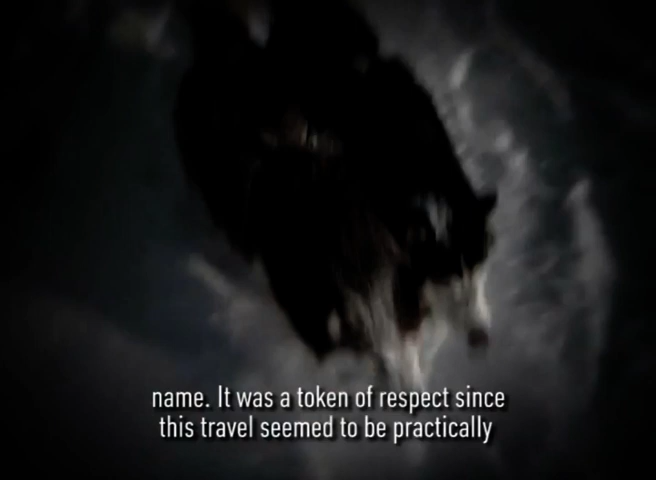 name. It was a token of respect since
this travel seemed to be practically